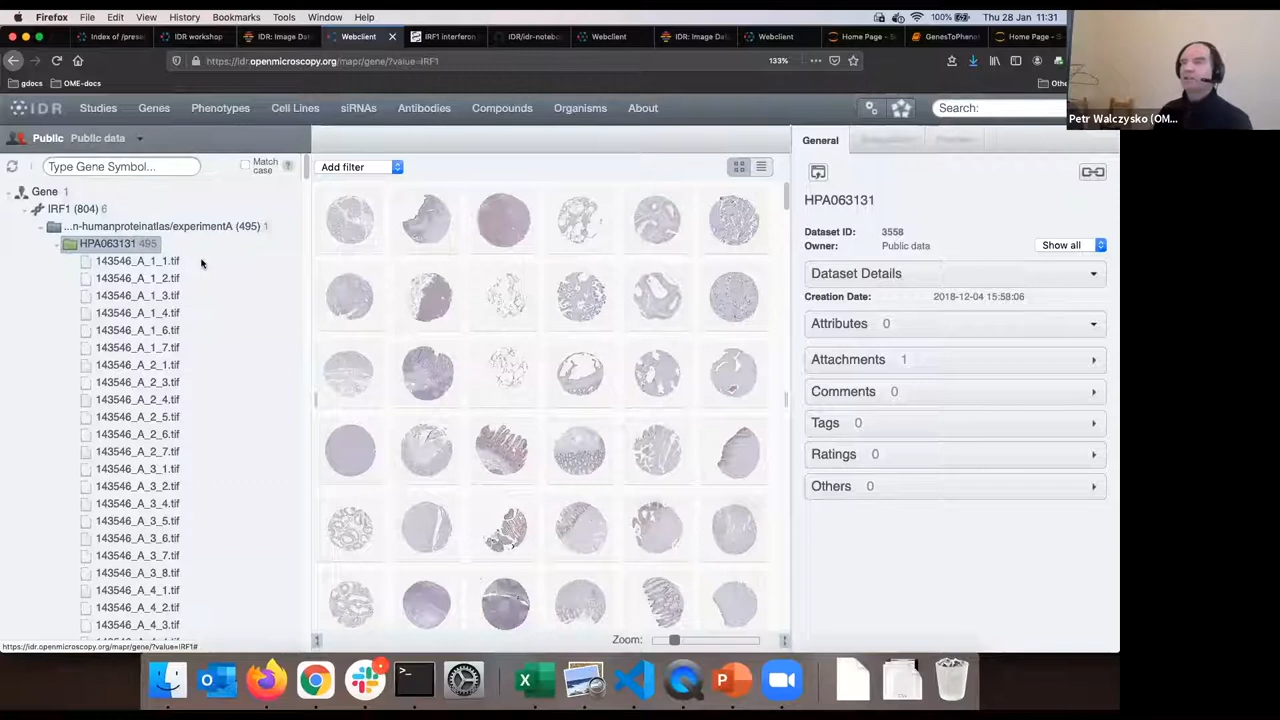 Firefox File Edit View History Bookmarks Tools Window Help 100% Thu 28 Jan 11:31
Index of /pres IDR workshop IDR: Image Da Webclient IRF1 interferon IDR/idr-notebo Webclient IDR: Image Da Webclient Home Page - S GenesToPheno Home Page - S
https://idr.openmicroscopy.org/mapr/gene/?value=IRF1 133%
gdocs OME-docs Othe
Petr Walczysko (OM...
IDR Studies Genes Phenotypes Cell Lines siRNAs Antibodies Compounds Organisms About Search:
Public Public data
General
Type Gene Symbol... Match case ?
Add filter
Gene 1
IRF1 (804) 6
...n-humanproteinatlas/experimentA (495) 1
HPA063131 495
143546_A_1_1.tif
143546_A_1_2.tif
143546_A_1_3.tif
143546_A_1_4.tif
143546_A_1_6.tif
143546_A_1_7.tif
143546_A_2_1.tif
143546_A_2_3.tif
143546_A_2_4.tif
143546_A_2_5.tif
143546_A_2_6.tif
143546_A_2_7.tif
143546_A_3_1.tif
143546_A_3_2.tif
143546_A_3_4.tif
143546_A_3_5.tif
143546_A_3_6.tif
143546_A_3_7.tif
143546_A_3_8.tif
143546_A_4_1.tif
143546_A_4_2.tif
143546_A_4_3.tif
https://idr.openmicroscopy.org/mapr/gene/?value=IRF1#
Zoom:
HPA063131
Dataset ID: 3558
Owner: Public data
Show all
Dataset Details
Creation Date: 2018-12-04 15:58:06
Attributes 0
Attachments 1
Comments 0
Tags 0
Ratings 0
Others 0